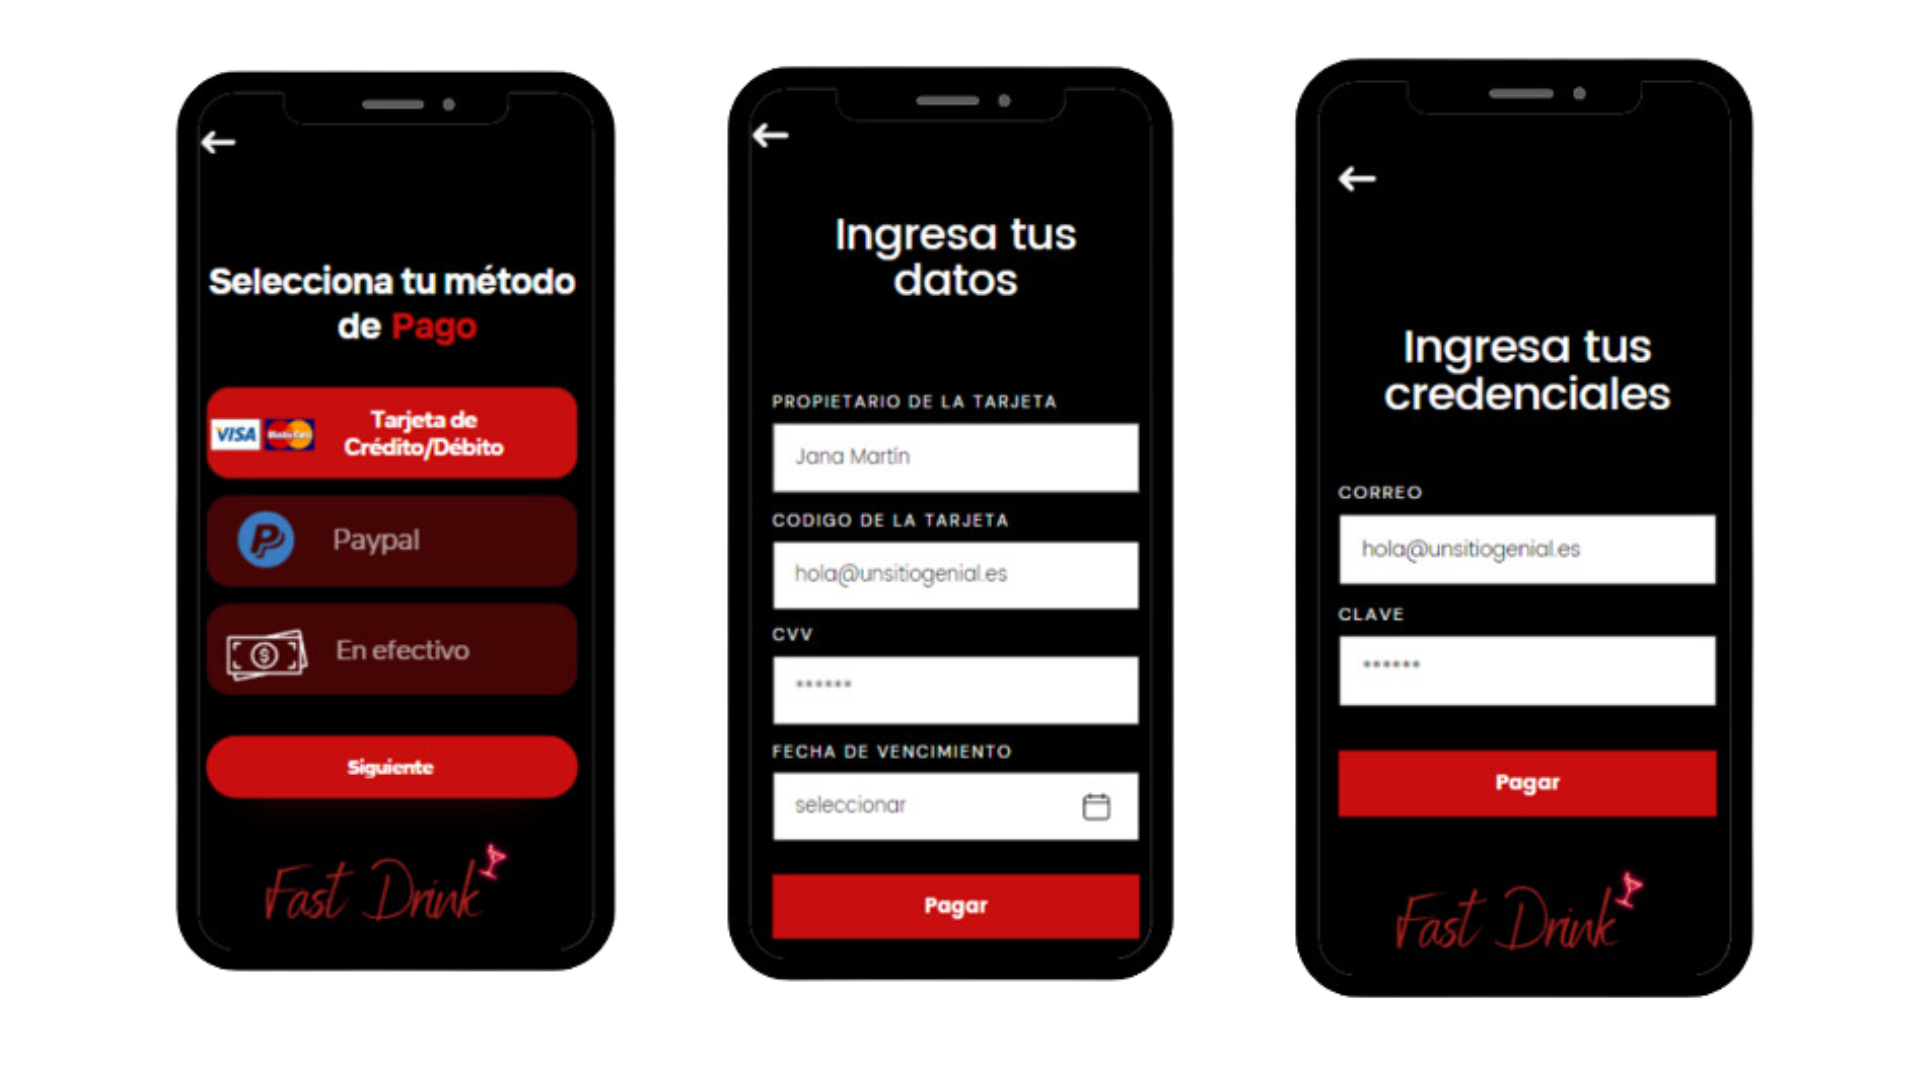 Selecciona tu método
de Pago
VISA MasterCard
Tarjeta de
Crédito/Débito
Paypal
En efectivo
Siguiente
Fast Drink
Ingresa tus
datos
PROPIETARIO DE LA TARJETA
Jana Martín
CODIGO DE LA TARJETA
hola@unsitiogenial.es
CVV
******
FECHA DE VENCIMIENTO
seleccionar
Pagar
Ingresa tus
credenciales
CORREO
hola@unsitiogenial.es
CLAVE
******
Pagar
Fast Drink